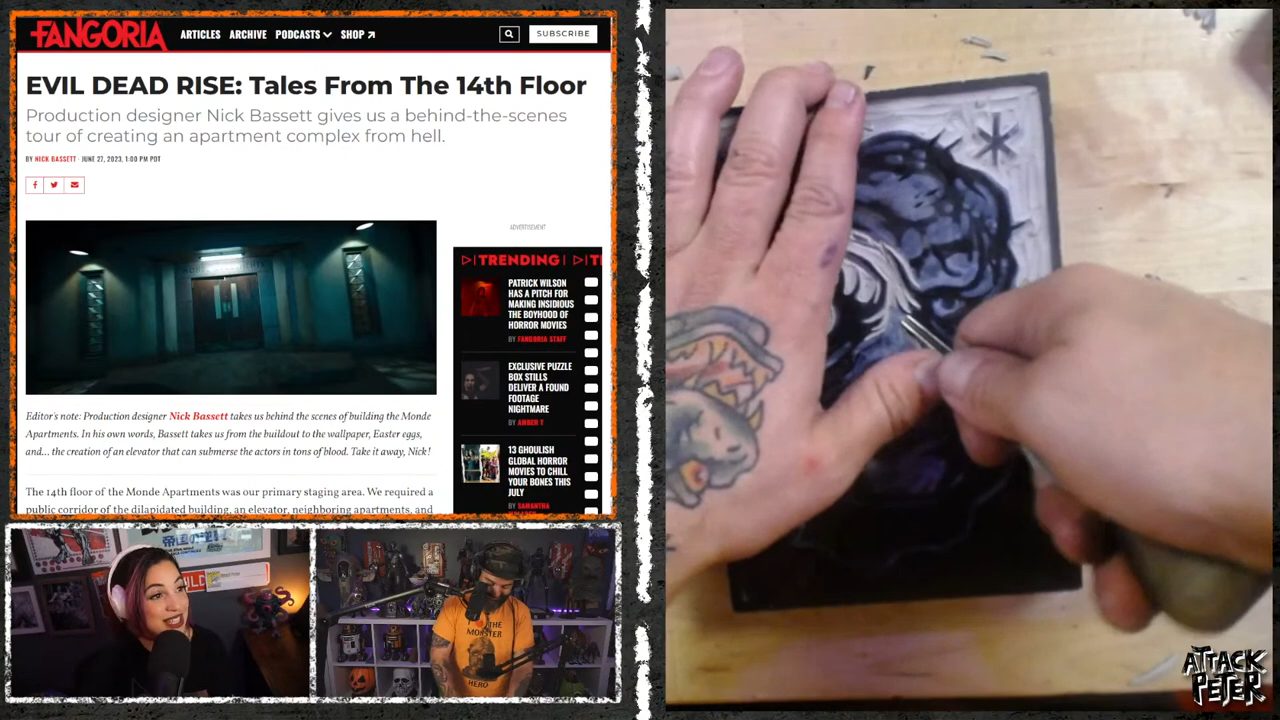 FANGORIA
ARTICLES ARCHIVE PODCASTS SHOP
SUBSCRIBE
EVIL DEAD RISE: Tales From The 14th Floor
Production designer Nick Bassett gives us a behind-the-scenes
tour of creating an apartment complex from hell.
BY NICK BASSETT · JUNE 27, 2023, 1:00 PM PDT
ADVERTISEMENT
TRENDING
PATRICK WILSON
HAS A PITCH FOR
MAKING INSIDIOUS
THE BOYHOOD OF
HORROR MOVIES
BY FANGORIA STAFF
EXCLUSIVE PUZZLE
BOX STILLS
DELIVER A FOUND
FOOTAGE
NIGHTMARE
BY AMBER T
13 GHOULISH
GLOBAL HORROR
MOVIES TO CHILL
YOUR BONES THIS
JULY
BY SAMANTHA
Editor's note: Production designer Nick Bassett takes us behind the scenes of building the Monde
Apartments. In his own words, Bassett takes us from the buildout to the wallpaper, Easter eggs,
and... the creation of an elevator that can submerse the actors in tons of blood. Take it away, Nick!
The 14th floor of the Monde Apartments was our primary staging area. We required a
public corridor of the dilapidated building, an elevator, neighboring apartments, and
THE
MONSTER
HERO
ATTACK
PETER